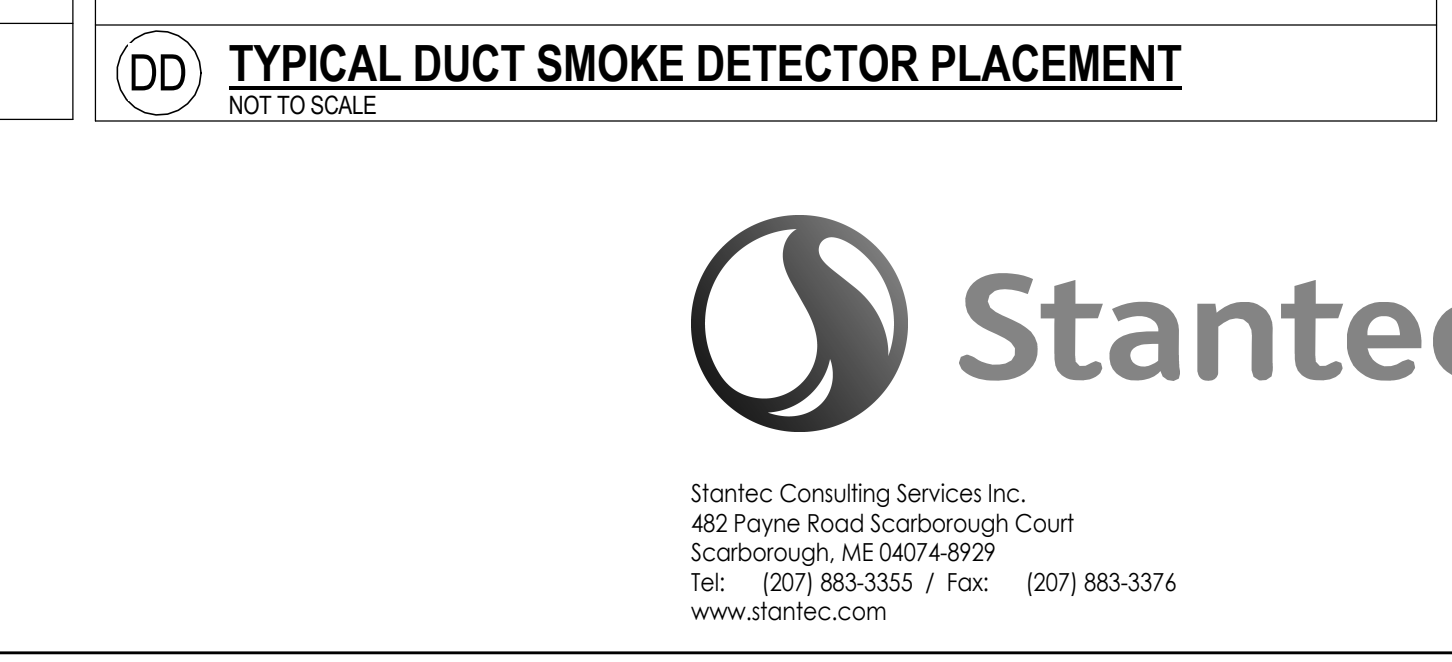 DD
TYPICAL DUCT SMOKE DETECTOR PLACEMENT
NOT TO SCALE
Stantec
Stantec Consulting Services Inc.
482 Payne Road Scarborough Court
Scarborough, ME 04074-8929
Tel: (207) 883-3355 / Fax: (207) 883-3376
www.stantec.com